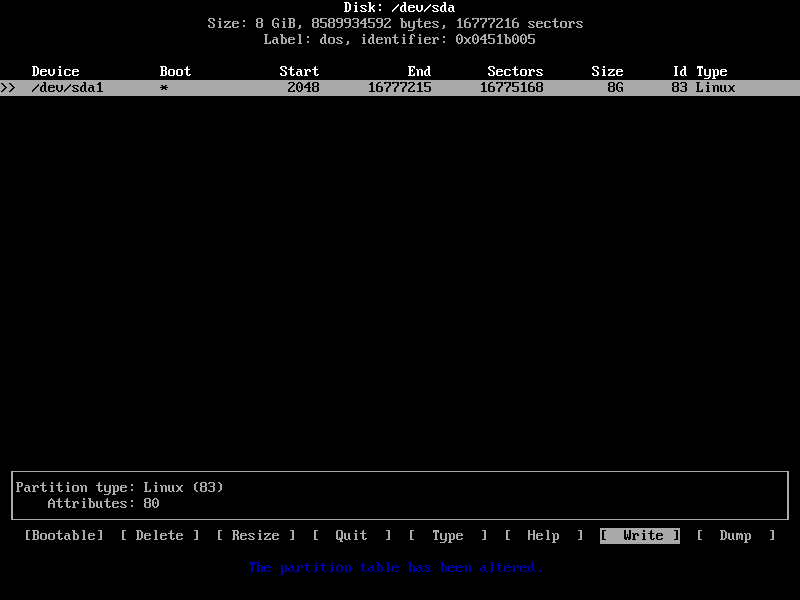 Disk: /dev/sda
Size: 8 GiB, 8589934592 bytes, 16777216 sectors
Label: dos, identifier: 0x0451b005
Device Boot Start End Sectors Size Id Type
>> /dev/sda1 * 2048 16777215 16775168 8G 83 Linux
Partition type: Linux (83)
Attributes: 80
[Bootable] [ Delete ] [ Resize ] [ Quit ] [ Type ] [ Help ] [ Write ] [ Dump ]
The partition table has been altered.